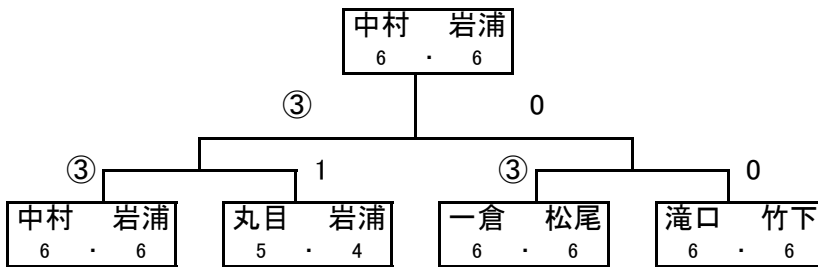 中村 岩浦
6 ・ 6
③ 0
③ 1 ③ 0
中村 岩浦 丸目 岩浦 一倉 松尾 滝口 竹下
6 ・ 6 5 ・ 4 6 ・ 6 6 ・ 6